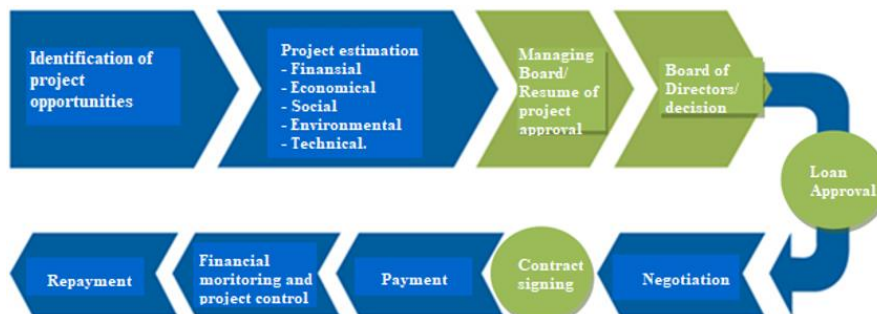 Identification of
project
opportunities
Project estimation
- Finansial
- Economical
- Social
- Environmental
- Technical.
Managing
Board/
Resume of
project
approval
Board of
Directors/
decision
Loan
Approval
Negotiation
Contract
signing
Payment
Financial
moritoring and
project control
Repayment